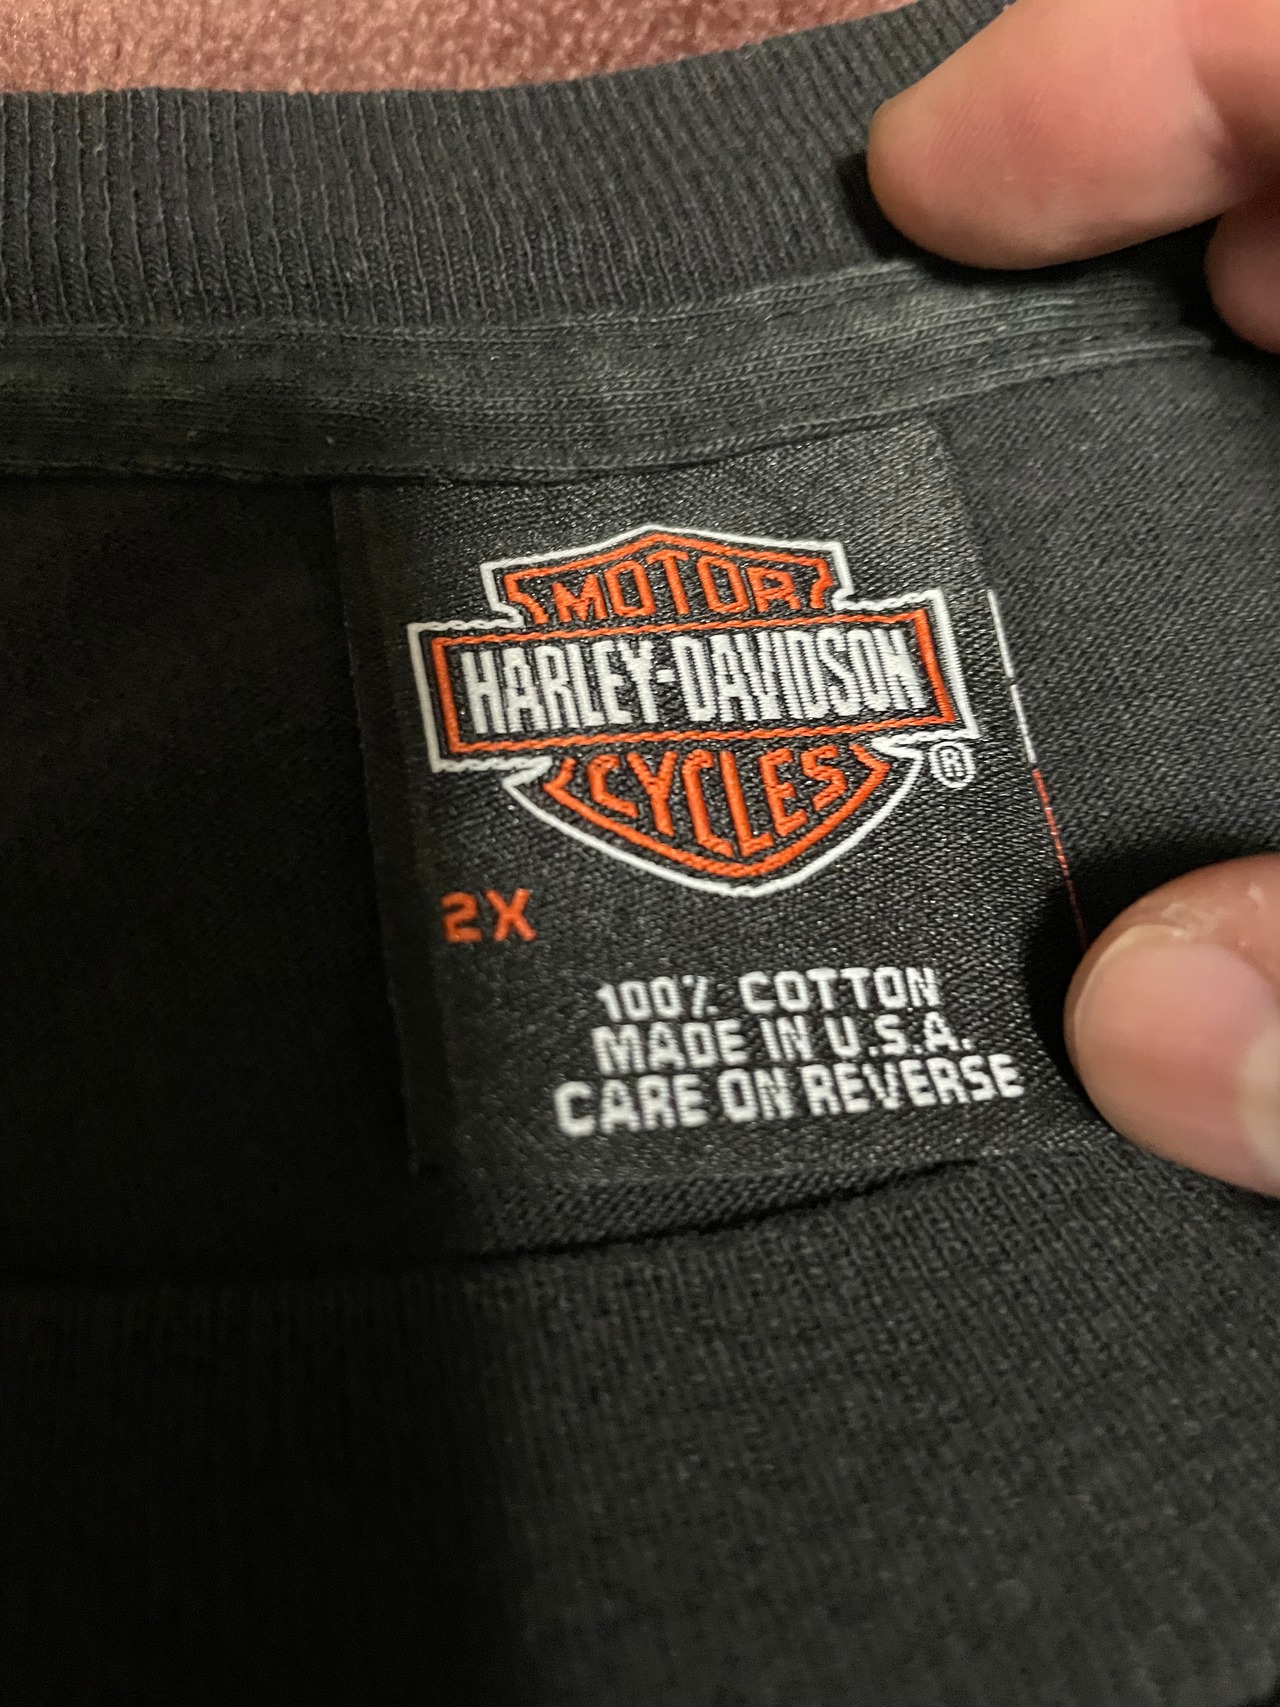 MOTOR
HARLEY-DAVIDSON
CYCLES
®
2X
100% COTTON
MADE IN U.S.A.
CARE ON REVERSE